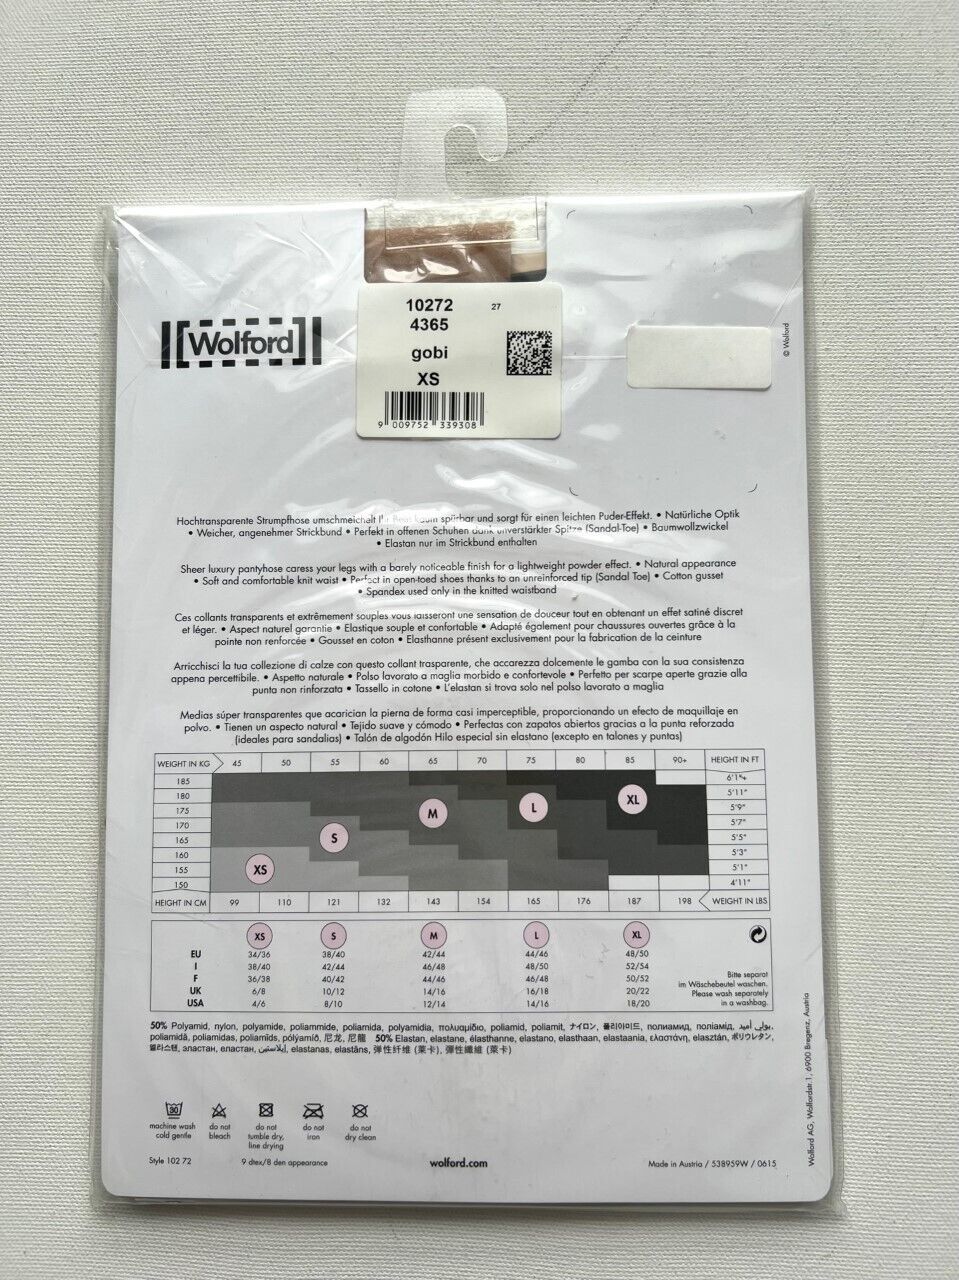 10272 27
4365
gobi
XS
9 009752 339308
Wolford
© Wolford
Hochtransparente Strumpfhose umschmeichelt Ihr Bein kaum spürbar und sorgt für einen leichten Puder-Effekt. • Natürliche Optik
• Weicher, angenehmer Strickbund • Perfekt in offenen Schuhen dank unverstärkter Spitze (Sandal-Toe) • Baumwollzwickel
• Elastan nur im Strickbund enthalten
Sheer luxury pantyhose caress your legs with a barely noticeable finish for a lightweight powder effect. • Natural appearance
• Soft and comfortable knit waist • Perfect in open-toed shoes thanks to an unreinforced tip (Sandal Toe) • Cotton gusset
• Spandex used only in the knitted waistband
Ces collants transparents et extrêmement souples vous laisseront une sensation de douceur tout en obtenant un effet satiné discret
et léger. • Aspect naturel garantie • Elastique souple et confortable • Adapté également pour chaussures ouvertes grâce à la
pointe non renforcée • Gousset en coton • Elasthanne présent exclusivement pour la fabrication de la ceinture
Arricchisci la tua collezione di calze con questo collant trasparente, che accarezza dolcemente le gamba con la sua consistenza
appena percettibile. • Aspetto naturale • Polso lavorato a maglia morbido e confortevole • Perfetto per scarpe aperte grazie alla
punta non rinforzata • Tassello in cotone • L'elastan si trova solo nel polso lavorato a maglia
Medias súper transparentes que acarician la pierna de forma casi imperceptible, proporcionando un efecto de maquillaje en
polvo. • Tienen un aspecto natural • Tejido suave y cómodo • Perfectas con zapatos abiertos gracias a la punta reforzada
(ideales para sandalias) • Talón de algodón Hilo especial sin elastano (excepto en talones y puntas)
WEIGHT IN KG 45 50 55 60 65 70 75 80 85 90+ HEIGHT IN FT
185 6'1"+
180 5'11"
175 M L XL 5'9"
170 5'7"
165 S 5'5"
160 5'3"
155 XS 5'1"
150 4'11"
HEIGHT IN CM 99 110 121 132 143 154 165 176 187 198 WEIGHT IN LBS
XS S M L XL
EU 34/36 38/40 42/44 44/46 48/50
I 38/40 42/44 46/48 48/50 52/54
F 36/38 40/42 44/46 46/48 50/52
UK 6/8 10/12 14/16 16/18 20/22
USA 4/6 8/10 12/14 14/16 18/20
Bitte separat
im Wäschebeutel waschen.
Please wash separately
in a washbag.
50% Polyamid, nylon, polyamide, poliammide, poliamida, polyamidia, πολυαμίδιο, poliamid, poliamit, ナイロン, 폴리아미드, полиамид, поліамід, بولي أميد,
poliamidă, poliamidas, poliamīds, pólyamíð, 尼龙, 尼龍 50% Elastan, elastane, élasthanne, elastano, elasthaan, elastaania, ελαστάνη, elasztán, ポリウレタン,
엘라스텐, эластан, еластан, إيلاستين, elastanas, elastāns, 弹性纤维 (莱卡), 彈性纖維 (萊卡)
30
machine wash
cold gentle
do not
bleach
do not
tumble dry,
line drying
do not
iron
do not
dry clean
Style 102 72
9 dtex/8 den appearance
wolford.com
Made in Austria / 538959W / 0615
Wolford AG, Wolfordstr. 1, 6900 Bregenz, Austria